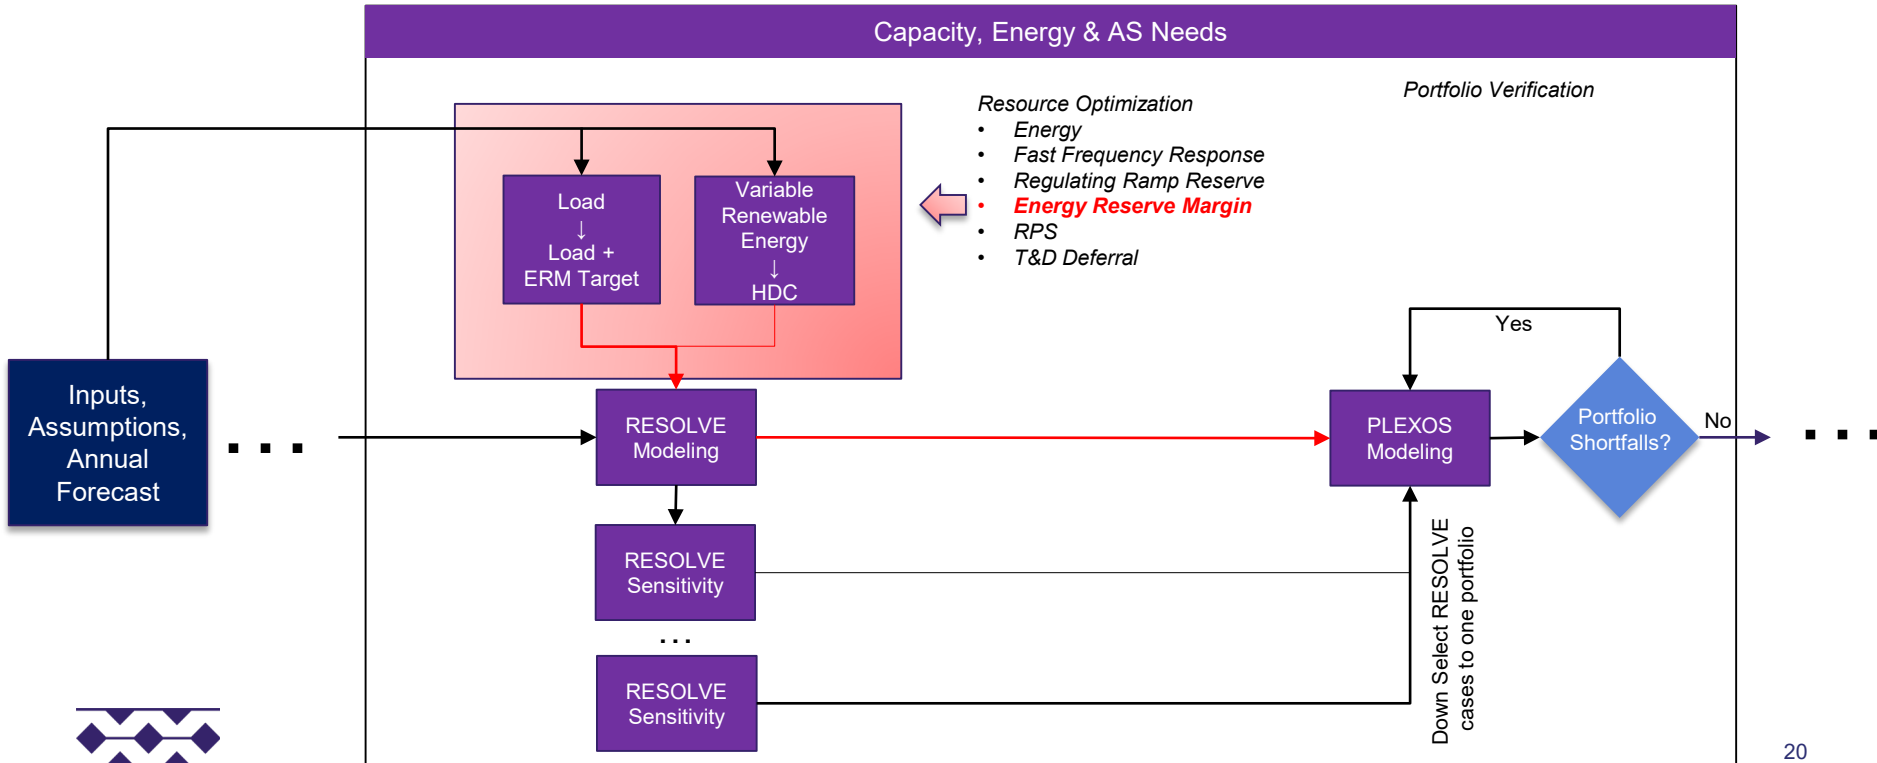 Capacity, Energy & AS Needs
Portfolio Verification
Resource Optimization
• Energy
• Fast Frequency Response
• Regulating Ramp Reserve
• Energy Reserve Margin
• RPS
• T&D Deferral
Load
↓
Load +
ERM Target
Variable
Renewable
Energy
↓
HDC
Inputs,
Assumptions,
Annual
Forecast
...
RESOLVE
Modeling
PLEXOS
Modeling
Yes
Portfolio
Shortfalls?
No
...
RESOLVE
Sensitivity
...
RESOLVE
Sensitivity
Down Select RESOLVE
cases to one portfolio
20